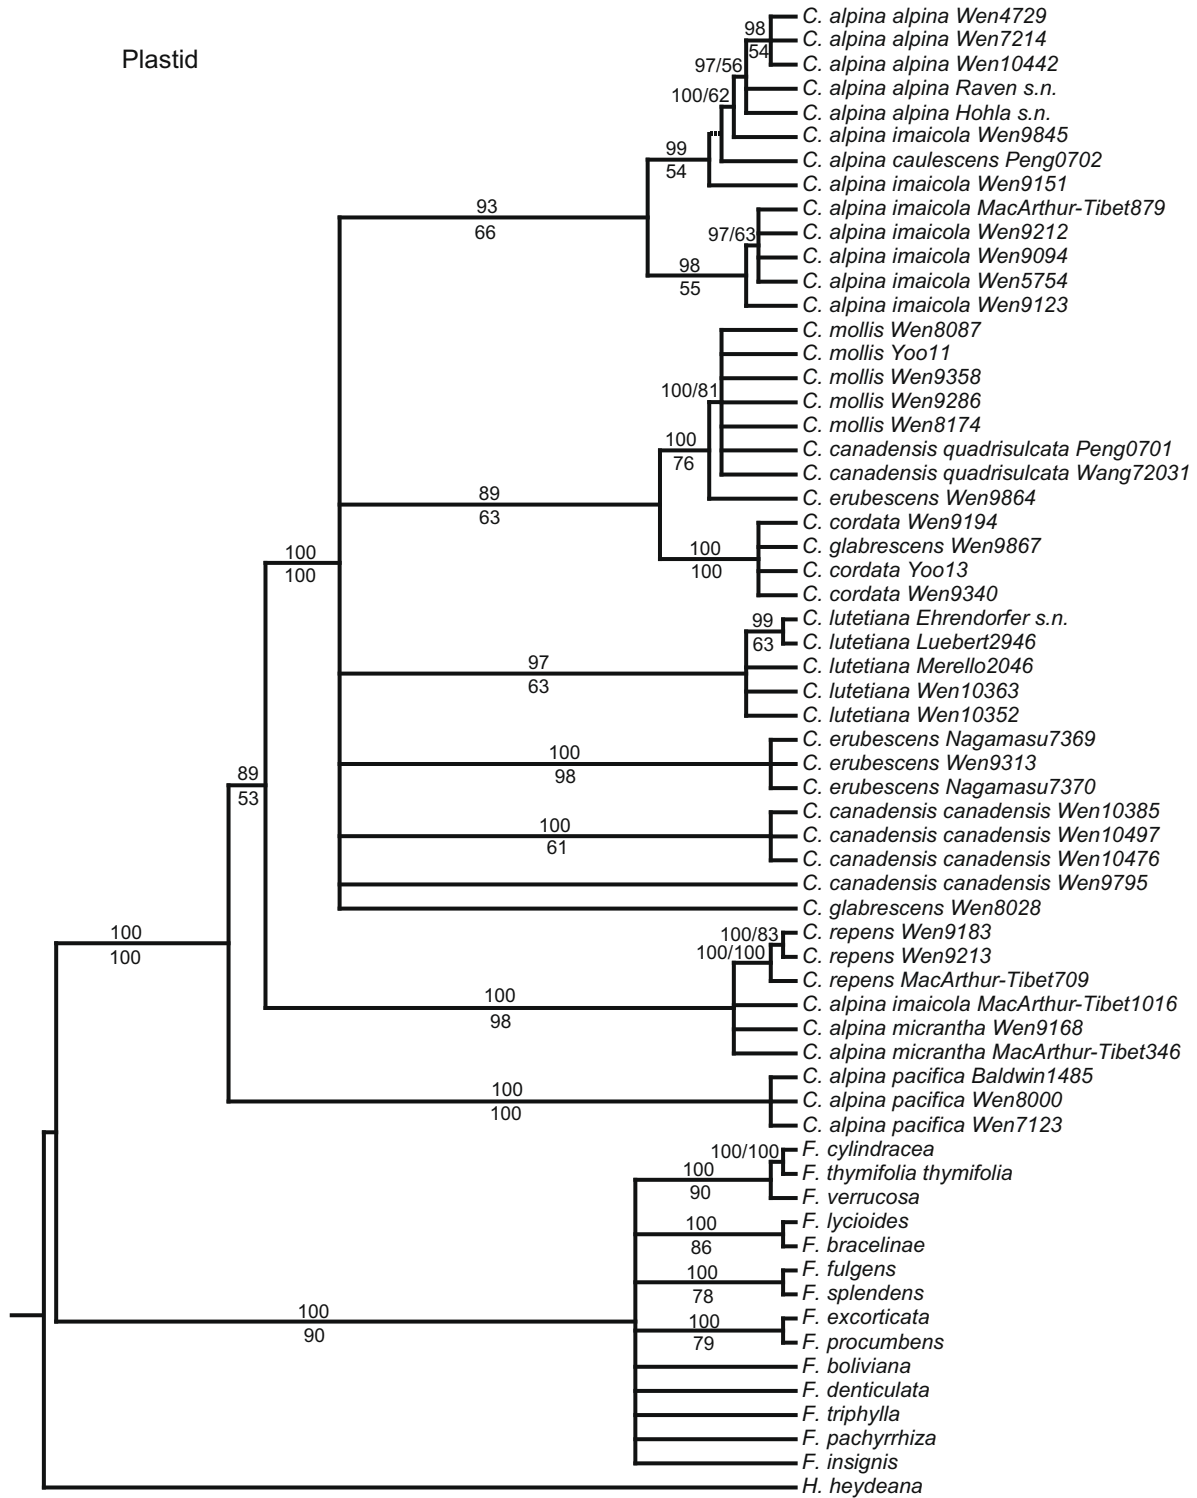 Plastid
C. alpina alpina Wen4729
98
C. alpina alpina Wen7214
54
C. alpina alpina Wen10442
97/56
C. alpina alpina Raven s.n.
100/62
C. alpina alpina Hohla s.n.
C. alpina imaicola Wen9845
99
C. alpina caulescens Peng0702
54
C. alpina imaicola Wen9151
93
C. alpina imaicola MacArthur-Tibet879
66
97/63
C. alpina imaicola Wen9212
C. alpina imaicola Wen9094
98
C. alpina imaicola Wen5754
55
C. alpina imaicola Wen9123
C. mollis Wen8087
C. mollis Yoo11
C. mollis Wen9358
100/81
C. mollis Wen9286
C. mollis Wen8174
100
C. canadensis quadrisulcata Peng0701
76
C. canadensis quadrisulcata Wang72031
89
C. erubescens Wen9864
63
C. cordata Wen9194
100
C. glabrescens Wen9867
100
100
C. cordata Yoo13
100
C. cordata Wen9340
99
C. lutetiana Ehrendorfer s.n.
63
C. lutetiana Luebert2946
97
C. lutetiana Merello2046
63
C. lutetiana Wen10363
C. lutetiana Wen10352
C. erubescens Nagamasu7369
100
C. erubescens Wen9313
98
C. erubescens Nagamasu7370
89
53
C. canadensis canadensis Wen10385
100
C. canadensis canadensis Wen10497
61
C. canadensis canadensis Wen10476
C. canadensis canadensis Wen9795
C. glabrescens Wen8028
100
100
100/83
C. repens Wen9183
100/100
C. repens Wen9213
C. repens MacArthur-Tibet709
100
C. alpina imaicola MacArthur-Tibet1016
98
C. alpina micrantha Wen9168
C. alpina micrantha MacArthur-Tibet346
C. alpina pacifica Baldwin1485
100
C. alpina pacifica Wen8000
100
C. alpina pacifica Wen7123
100/100
F. cylindracea
100
F. thymifolia thymifolia
90
F. verrucosa
100
F. lycioides
86
F. bracelinae
100
F. fulgens
78
F. splendens
100
90
100
F. excorticata
79
F. procumbens
F. boliviana
F. denticulata
F. triphylla
F. pachyrrhiza
F. insignis
H. heydeana